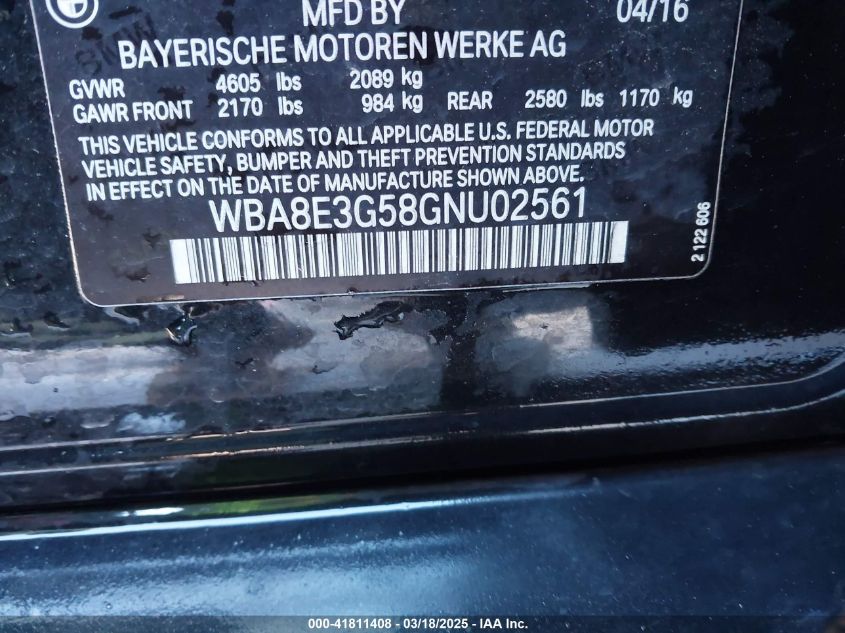 MFD BY 04/16
BAYERISCHE MOTOREN WERKE AG
GVWR 4605 lbs 2089 kg
GAWR FRONT 2170 lbs 984 kg REAR 2580 lbs 1170 kg
THIS VEHICLE CONFORMS TO ALL APPLICABLE U.S. FEDERAL MOTOR
VEHICLE SAFETY, BUMPER AND THEFT PREVENTION STANDARDS
IN EFFECT ON THE DATE OF MANUFACTURE SHOWN ABOVE.
WBA8E3G58GNU02561
2 122 606
000-41811408 - 03/18/2025 - IAA Inc.